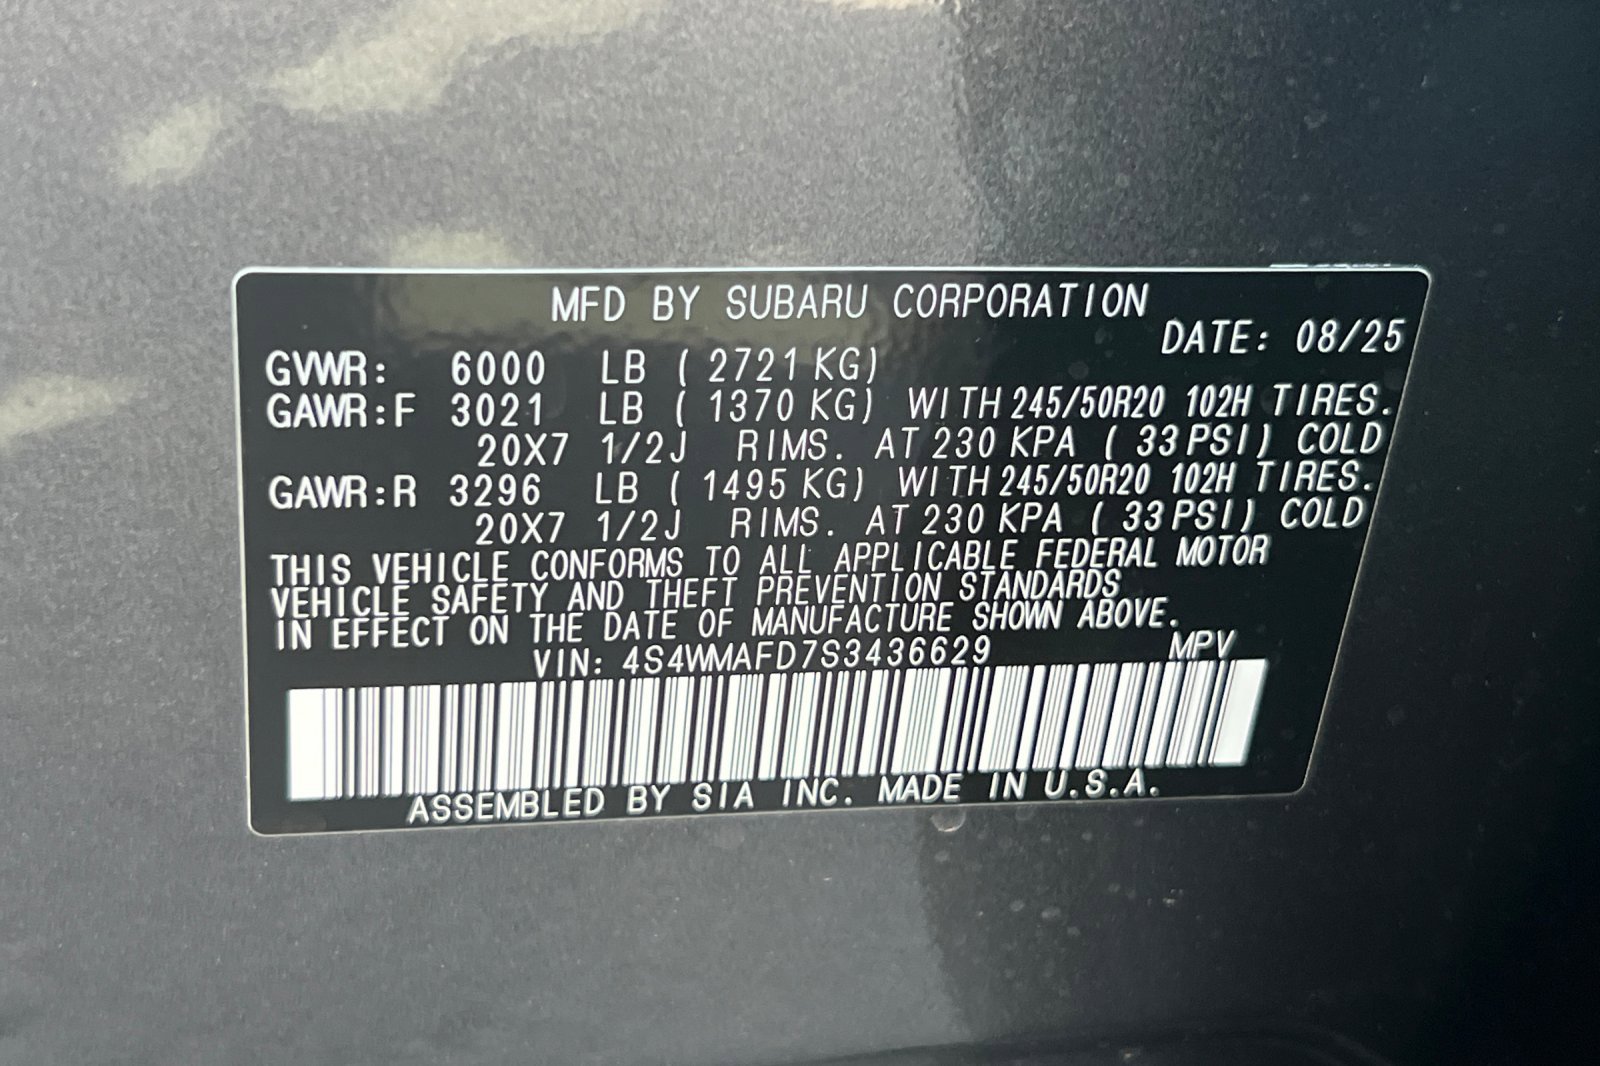 MFD BY SUBARU CORPORATION
DATE: 08/25
GVWR: 6000 LB ( 2721 KG)
GAWR:F 3021 LB ( 1370 KG) WITH 245/50R20 102H TIRES.
20X7 1/2J RIMS. AT 230 KPA ( 33 PSI) COLD
GAWR:R 3296 LB ( 1495 KG) WITH 245/50R20 102H TIRES.
20X7 1/2J RIMS. AT 230 KPA ( 33 PSI) COLD
THIS VEHICLE CONFORMS TO ALL APPLICABLE FEDERAL MOTOR
VEHICLE SAFETY AND THEFT PREVENTION STANDARDS
IN EFFECT ON THE DATE OF MANUFACTURE SHOWN ABOVE.
VIN: 4S4WMAFD7S3436629 MPV
ASSEMBLED BY SIA INC. MADE IN U.S.A.